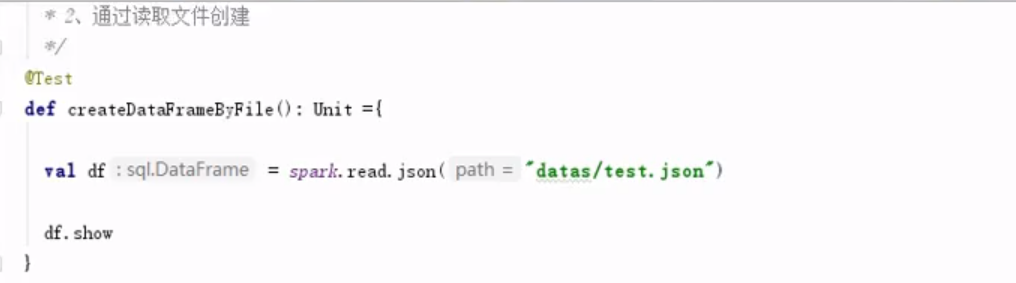 * 2、通过读取文件创建
*/
@Test
def createDataFrameByFile(): Unit ={
val df : sql.DataFrame = spark.read.json( path = "datas/test.json")
df.show
}